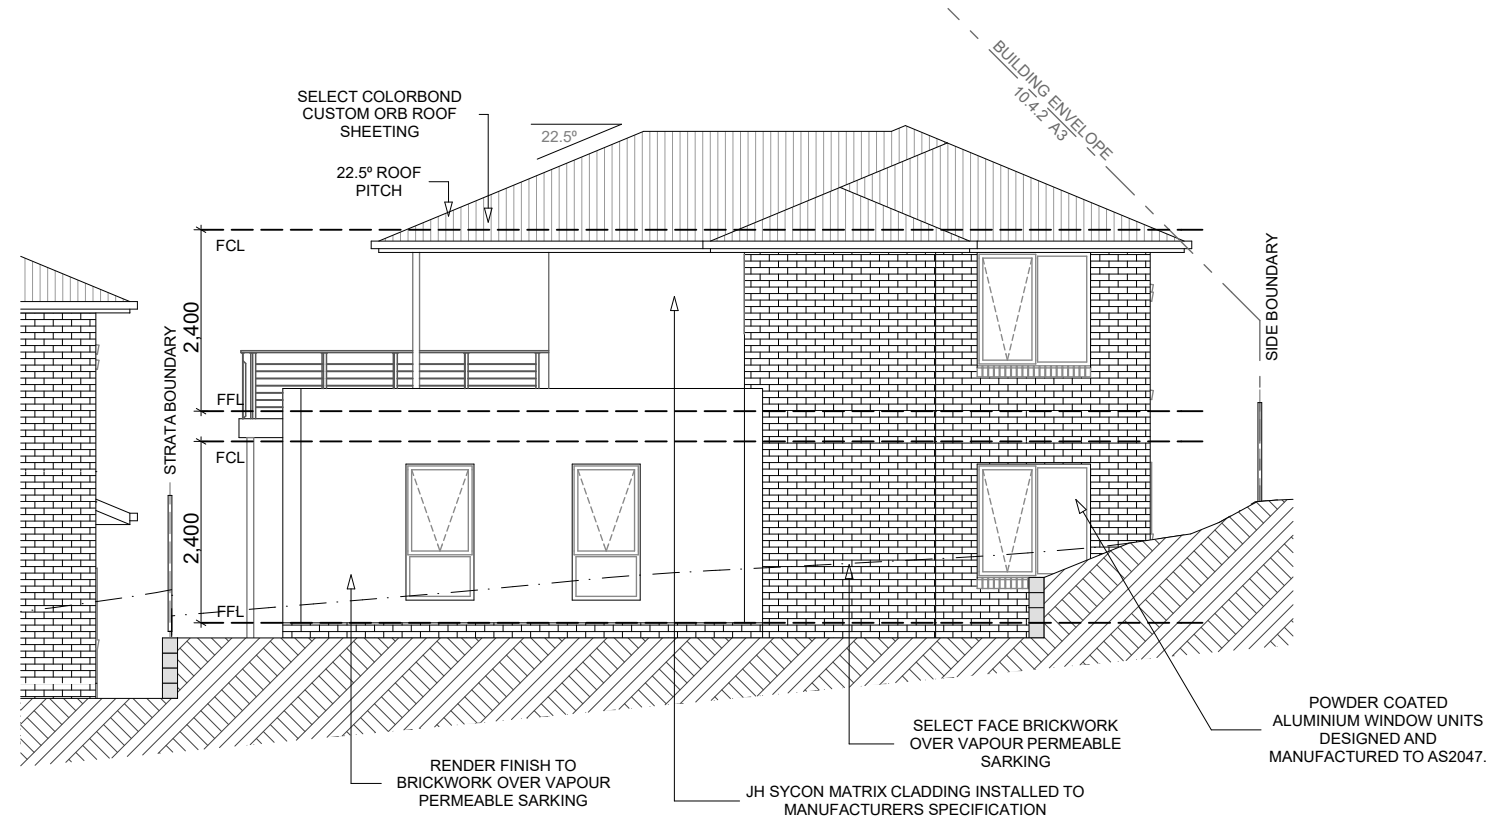 BUILDING ENVELOPE
10.4.2 A3
SELECT COLORBOND
CUSTOM ORB ROOF
SHEETING
22.5º
22.5º ROOF
PITCH
FCL
2,400
FFL
FCL
2,400
FFL
STRATA BOUNDARY
SIDE BOUNDARY
RENDER FINISH TO
BRICKWORK OVER VAPOUR
PERMEABLE SARKING
JH SYCON MATRIX CLADDING INSTALLED TO
MANUFACTURERS SPECIFICATION
SELECT FACE BRICKWORK
OVER VAPOUR PERMEABLE
SARKING
POWDER COATED
ALUMINIUM WINDOW UNITS
DESIGNED AND
MANUFACTURED TO AS2047.